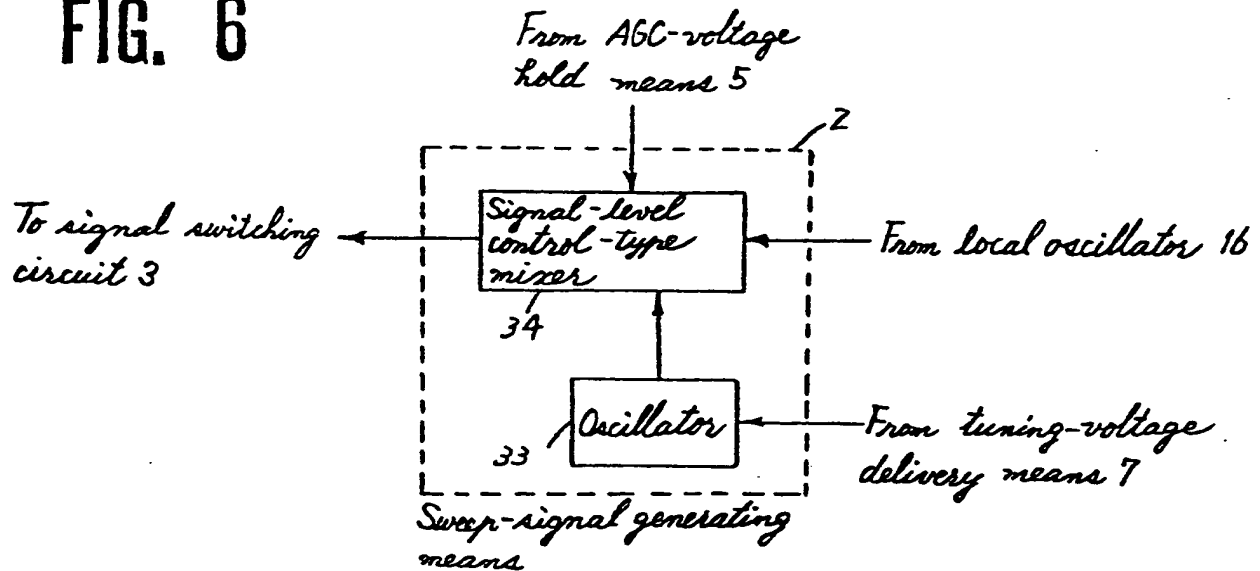 FIG. 6
From AGC-voltage
hold means 5
2
To signal switching
circuit 3
Signal-level
control-type
mixer
From local oscillator 16
34
Oscillator
33
From tuning-voltage
delivery means 7
Sweep-signal generating
means